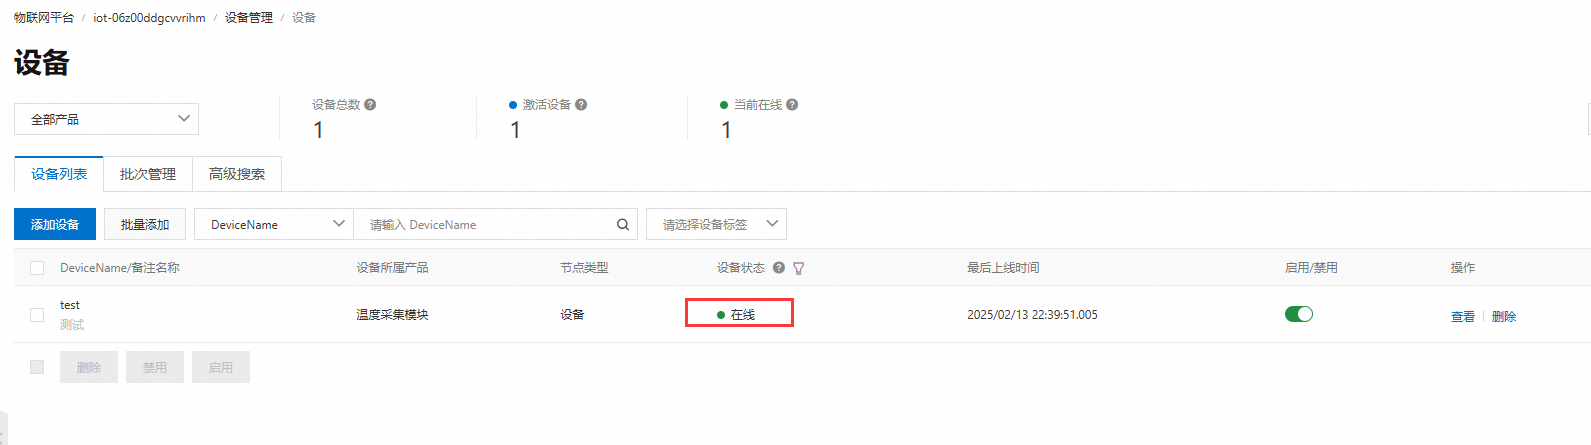 物联网平台 / iot-06z00ddgcvvrihm / 设备管理 / 设备
设备
全部产品
设备总数 激活设备 当前在线
1 1 1
设备列表 批次管理 高级搜索
添加设备 批量添加 DeviceName 请输入 DeviceName 请选择设备标签
DeviceName/备注名称 设备所属产品 节点类型 设备状态 最后上线时间 启用/禁用 操作
test
测试
温度采集模块 设备 在线 2025/02/13 22:39:51.005 查看 删除
删除 禁用 启用